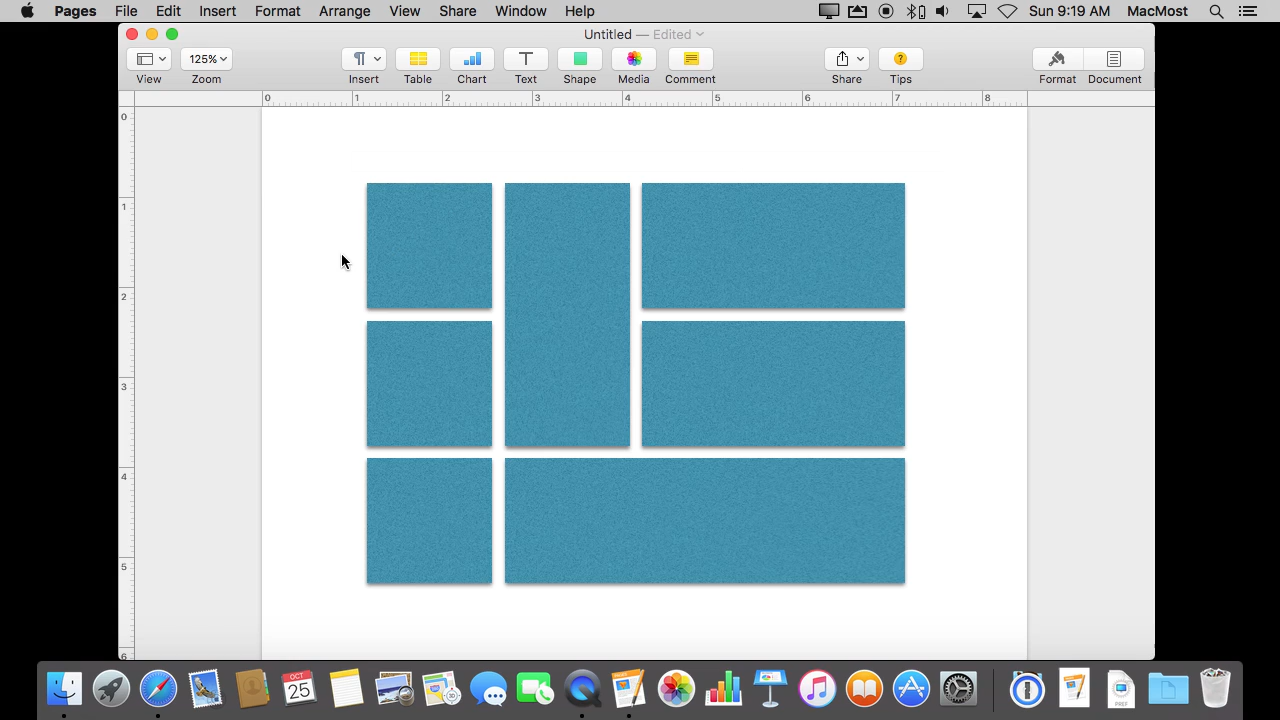 Pages File Edit Insert Format Arrange View Share Window Help Sun 9:19 AM MacMost
Untitled — Edited
125%
View Zoom Insert Table Chart Text Shape Media Comment Share Tips Format Document
0 1 2 3 4 5 6 7 8
0
1
2
3
4
5
6
OCT
25